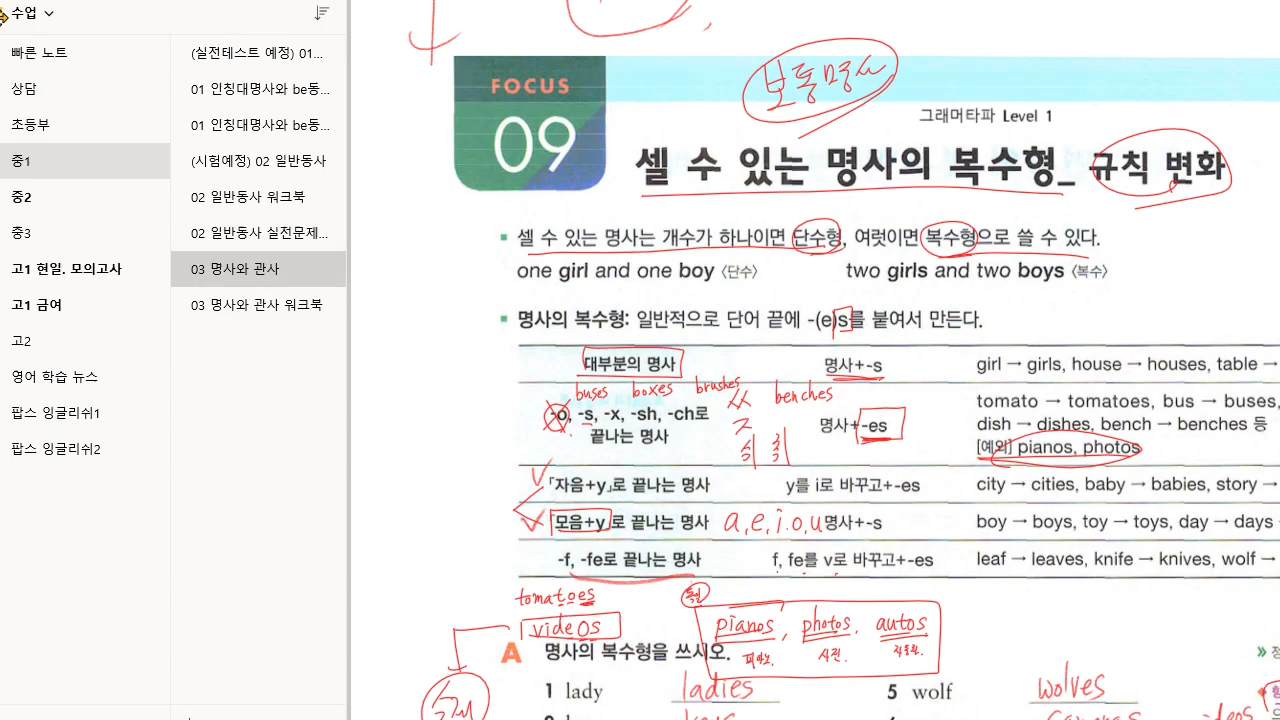 수업
빠른 노트
상담
초등부
중1
중2
중3
고1 현일. 모의고사
고1 금여
고2
영어 학습 뉴스
팝스 잉글리쉬1
팝스 잉글리쉬2
(실전테스트 예정) 01...
01 인칭대명사와 be동...
01 인칭대명사와 be동...
(시험예정) 02 일반동사
02 일반동사 워크북
02 일반동사 실전문제...
03 명사와 관사
03 명사와 관사 워크북
보통명사
FOCUS
09
그래머타파 Level 1
셀 수 있는 명사의 복수형_ 규칙 변화
셀 수 있는 명사는 개수가 하나이면 단수형, 여럿이면 복수형으로 쓸 수 있다.
one girl and one boy 〈단수〉 two girls and two boys 〈복수〉
명사의 복수형: 일반적으로 단어 끝에 -(e)s를 붙여서 만든다.
대부분의 명사 명사+-s girl → girls, house → houses, table →
buses boxes brushes benches
-o, -s, -x, -sh, -ch로 끝나는 명사 명사+-es tomato → tomatoes, bus → buses,
dish → dishes, bench → benches 등
[예외] pianos, photos
「자음+y」로 끝나는 명사 y를 i로 바꾸고+-es city → cities, baby → babies, story →
「모음+y」로 끝나는 명사 a, e, i, o, u 명사+-s boy → boys, toy → toys, day → days
-f, -fe로 끝나는 명사 f, fe를 v로 바꾸고+-es leaf → leaves, knife → knives, wolf →
tomatoes
videos
pianos, photos, autos
피아노 사진.
A 명사의 복수형을 쓰시오.
1 lady ladies 5 wolf wolves